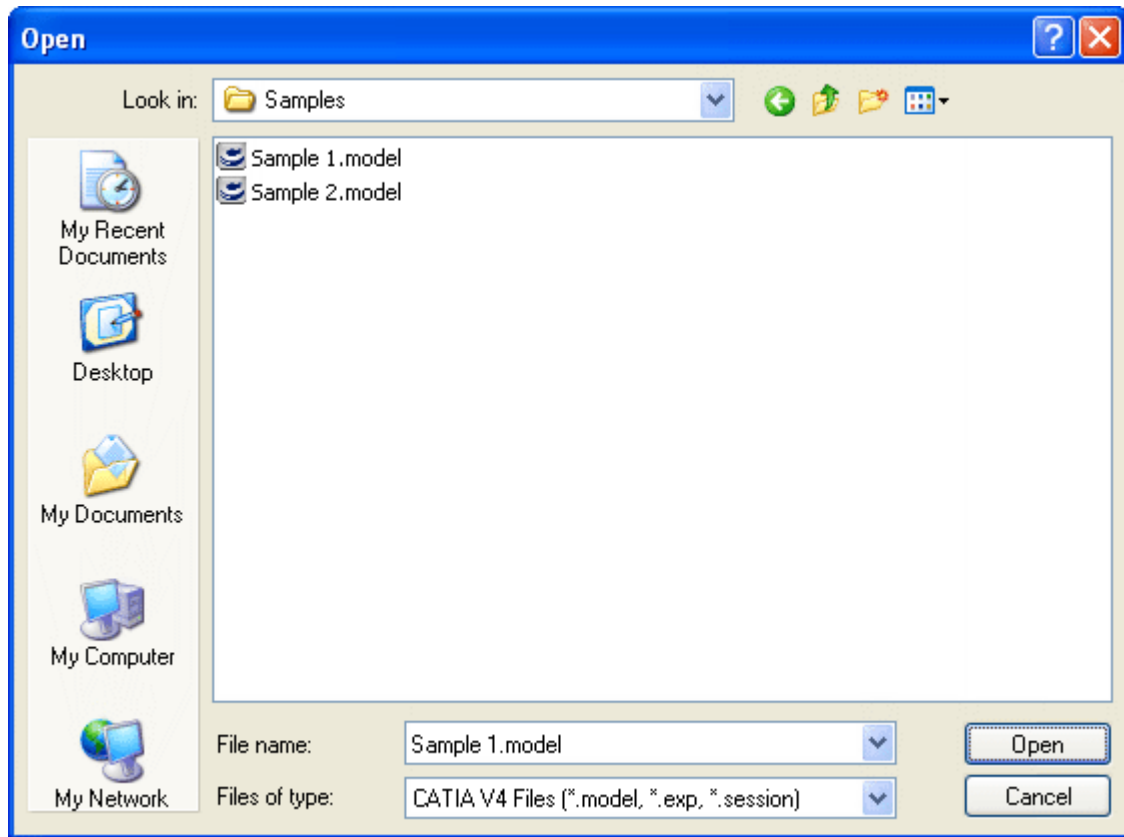 Open
Look in: Samples
Sample 1.model
Sample 2.model
My Recent
Documents
Desktop
My Documents
My Computer
My Network
File name: Sample 1.model Open
Files of type: CATIA V4 Files (*.model, *.exp, *.session) Cancel